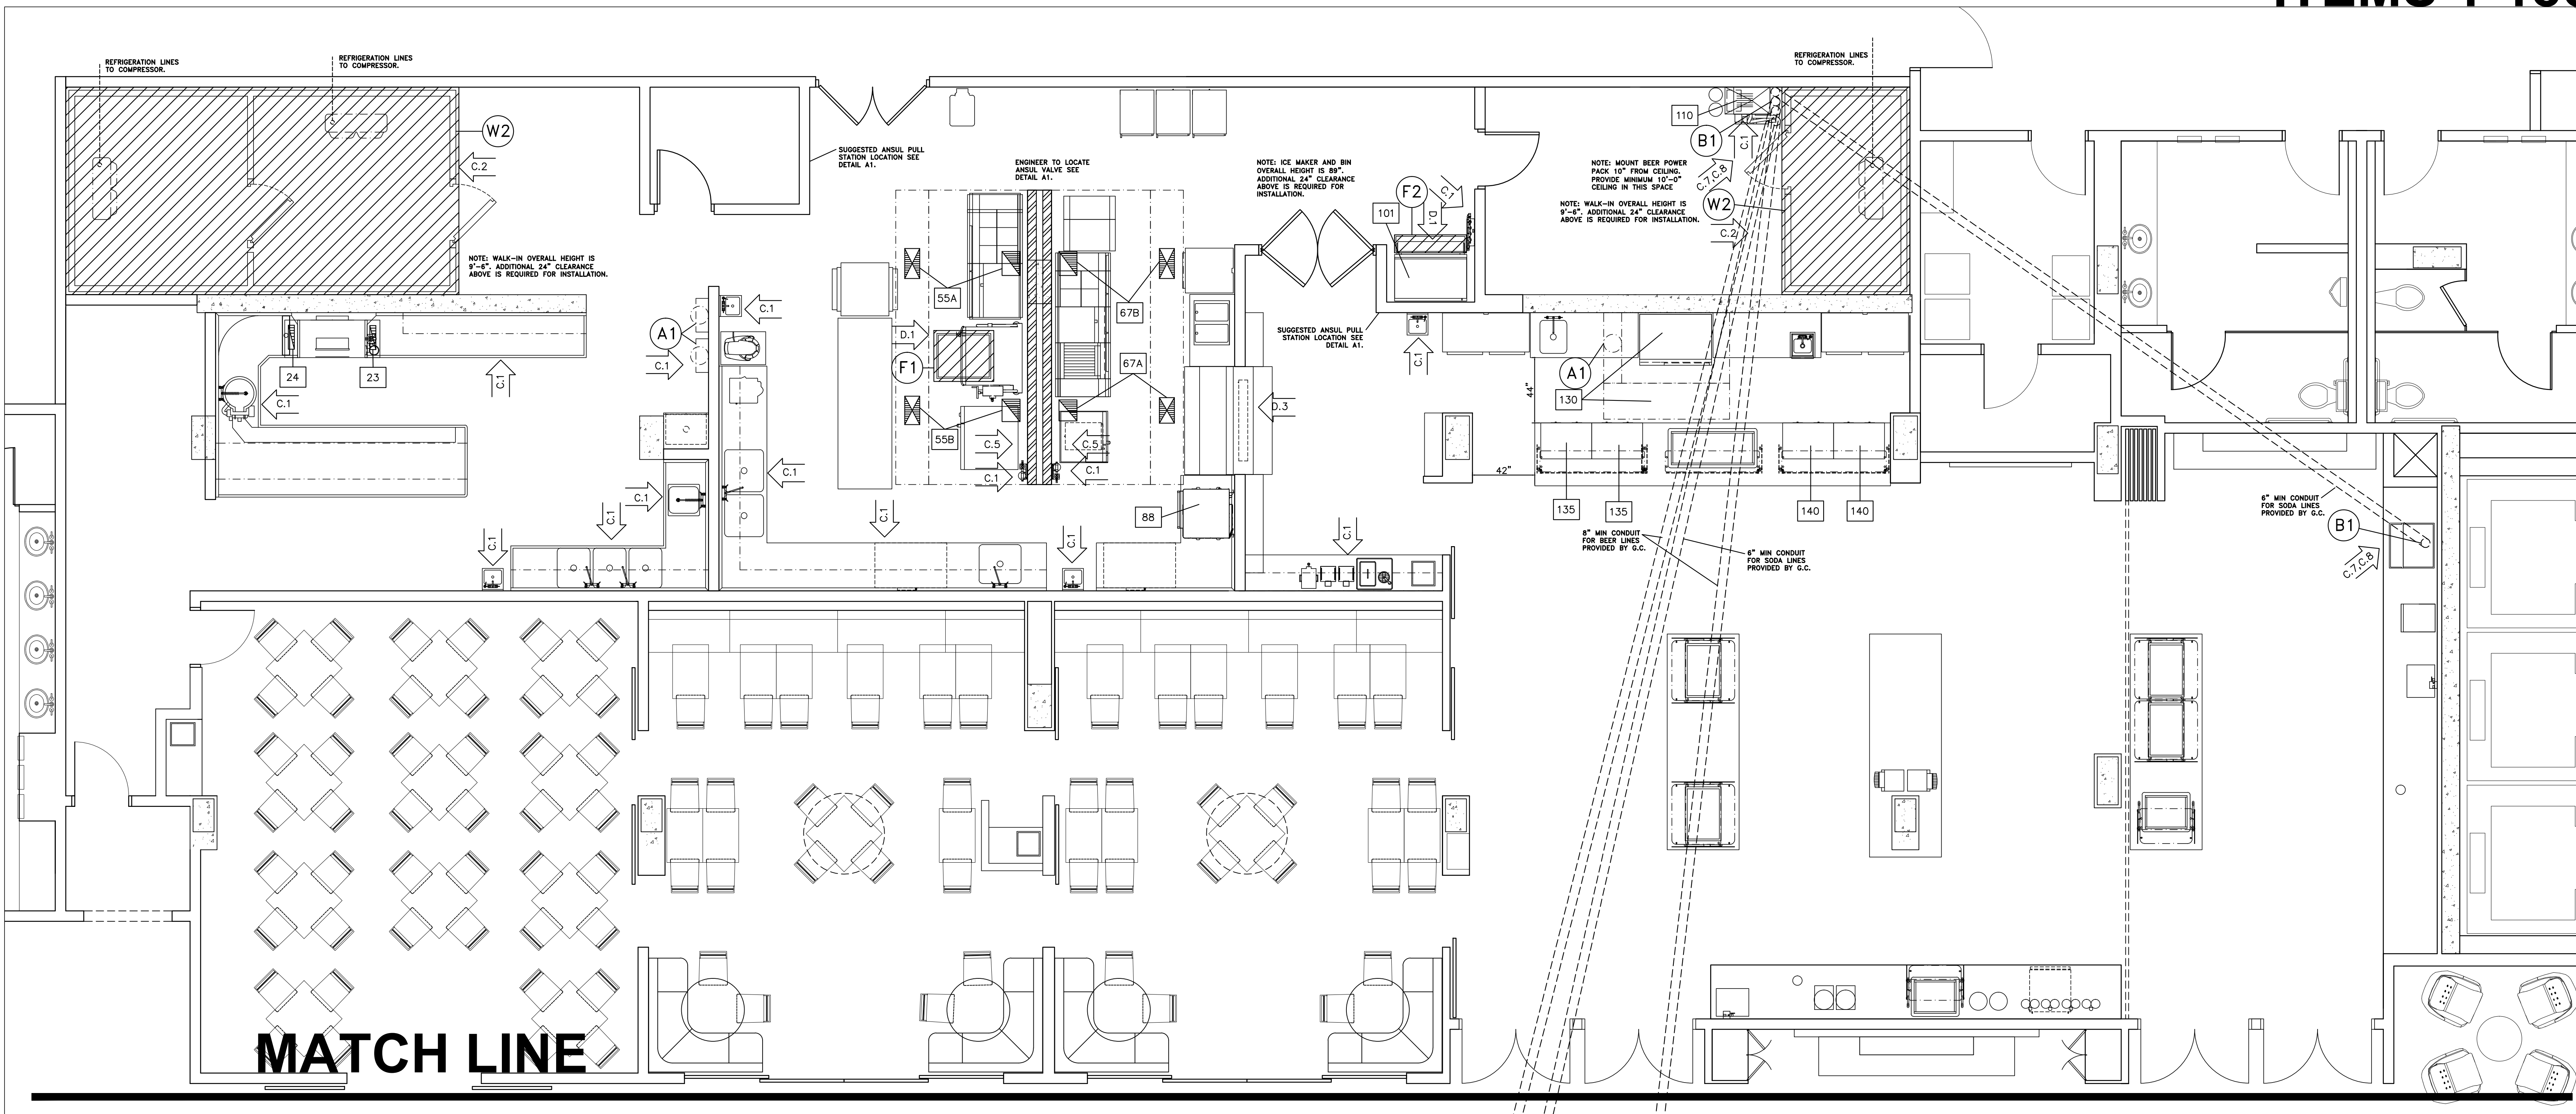 REFRIGERATION LINES
TO COMPRESSOR.
REFRIGERATION LINES
TO COMPRESSOR.
REFRIGERATION LINES
TO COMPRESSOR.
W2
C.2
SUGGESTED ANSUL PULL
STATION LOCATION SEE
DETAIL A1.
ENGINEER TO LOCATE
ANSUL VALVE SEE
DETAIL A1.
NOTE: ICE MAKER AND BIN
OVERALL HEIGHT IS 89".
ADDITIONAL 24" CLEARANCE
ABOVE IS REQUIRED FOR
INSTALLATION.
F2
C.1
D.1
101
110
B1
C.1
C.7,C.8
NOTE: MOUNT BEER POWER
PACK 10" FROM CEILING.
PROVIDE MINIMUM 10'-0"
CEILING IN THIS SPACE
W2
NOTE: WALK-IN OVERALL HEIGHT IS
9'-6". ADDITIONAL 24" CLEARANCE
ABOVE IS REQUIRED FOR INSTALLATION.
C.2
NOTE: WALK-IN OVERALL HEIGHT IS
9'-6". ADDITIONAL 24" CLEARANCE
ABOVE IS REQUIRED FOR INSTALLATION.
55A
67B
C.1
A1
C.1
D.1
F1
SUGGESTED ANSUL PULL
STATION LOCATION SEE
DETAIL A1.
24
23
C.1
C.1
67A
C.1
A1
130
44"
D.3
55B
C.5
C.5
C.1
C.1
C.1
C.1
42"
135
135
140
140
88
C.1
C.1
C.1
C.1
C.1
8" MIN CONDUIT
FOR BEER LINES
PROVIDED BY G.C.
6" MIN CONDUIT
FOR SODA LINES
PROVIDED BY G.C.
6" MIN CONDUIT
FOR SODA LINES
PROVIDED BY G.C.
B1
C.7,C.8
MATCH LINE